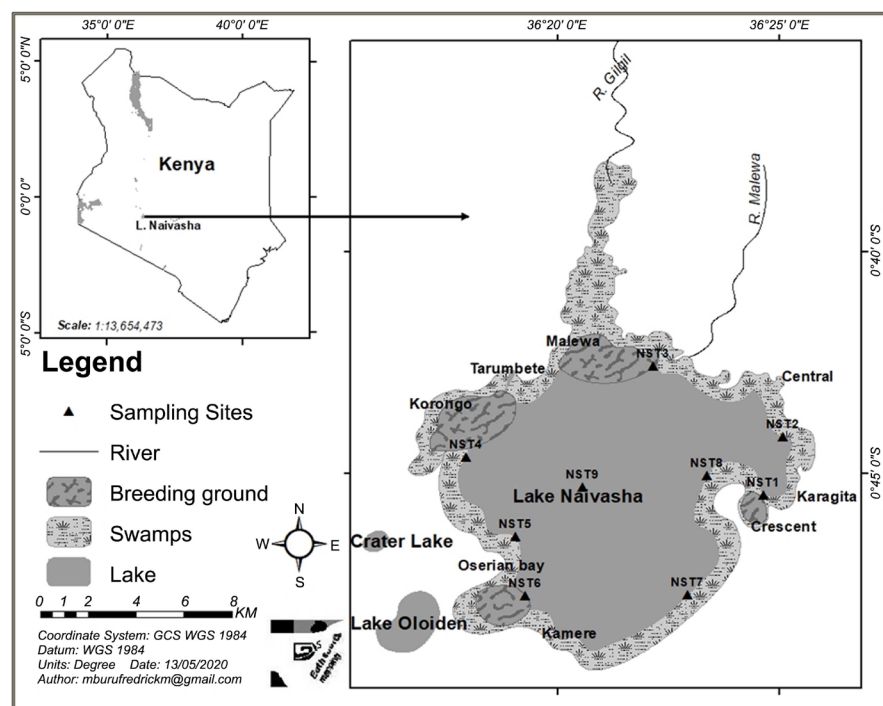 35°0' 0"E
40°0' 0"E
5°0' 0"N
0°0' 0"
5°0' 0"S
Kenya
L. Naivasha
Scale: 1:13,654,473
36°20' 0"E
36°25' 0"E
0°40' 0"S
0°45' 0"S
R. Gilgil
R. Malewa
Malewa
NST3
Tarumbete
Central
Korongo
NST2
NST4
NST8
NST9
NST1
Lake Naivasha
Karagita
Crescent
NST5
Crater Lake
Oserian bay
NST6
NST7
Lake Oloiden
Kamere
Legend
Sampling Sites
River
Breeding ground
Swamps
Lake
N
W
E
S
0 1 2 4 6 8
KM
Coordinate System: GCS WGS 1984
Datum: WGS 1984
Units: Degree Date: 13/05/2020
Author: mburufredrickm@gmail.com